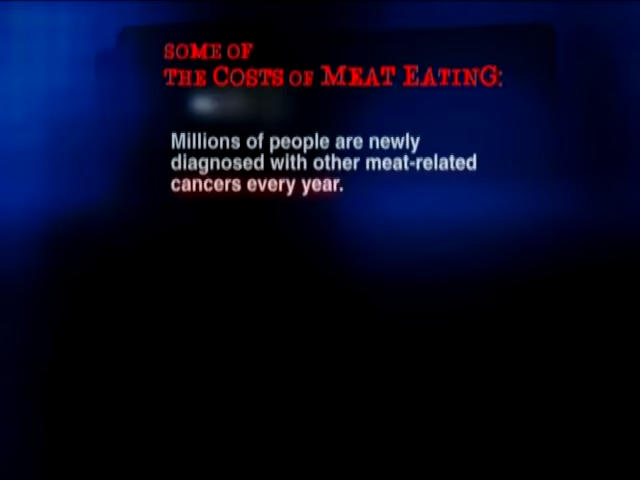 SOME OF
THE COSTS OF MEAT EATING:
Millions of people are newly
diagnosed with other meat-related
cancers every year.